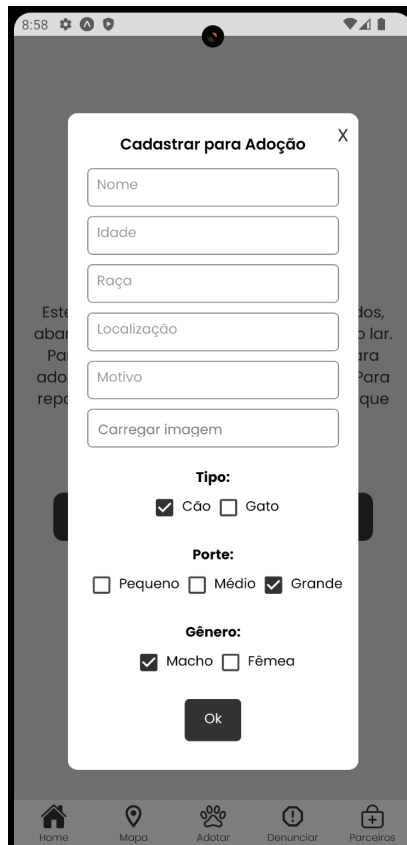 8:58
Cadastrar para Adoção
X
Nome
Idade
Raça
Localização
Motivo
Carregar imagem
Tipo:
Cão Gato
Porte:
Pequeno Médio Grande
Gênero:
Macho Fêmea
Ok
Home Mapa Adotar Denunciar Parceiros